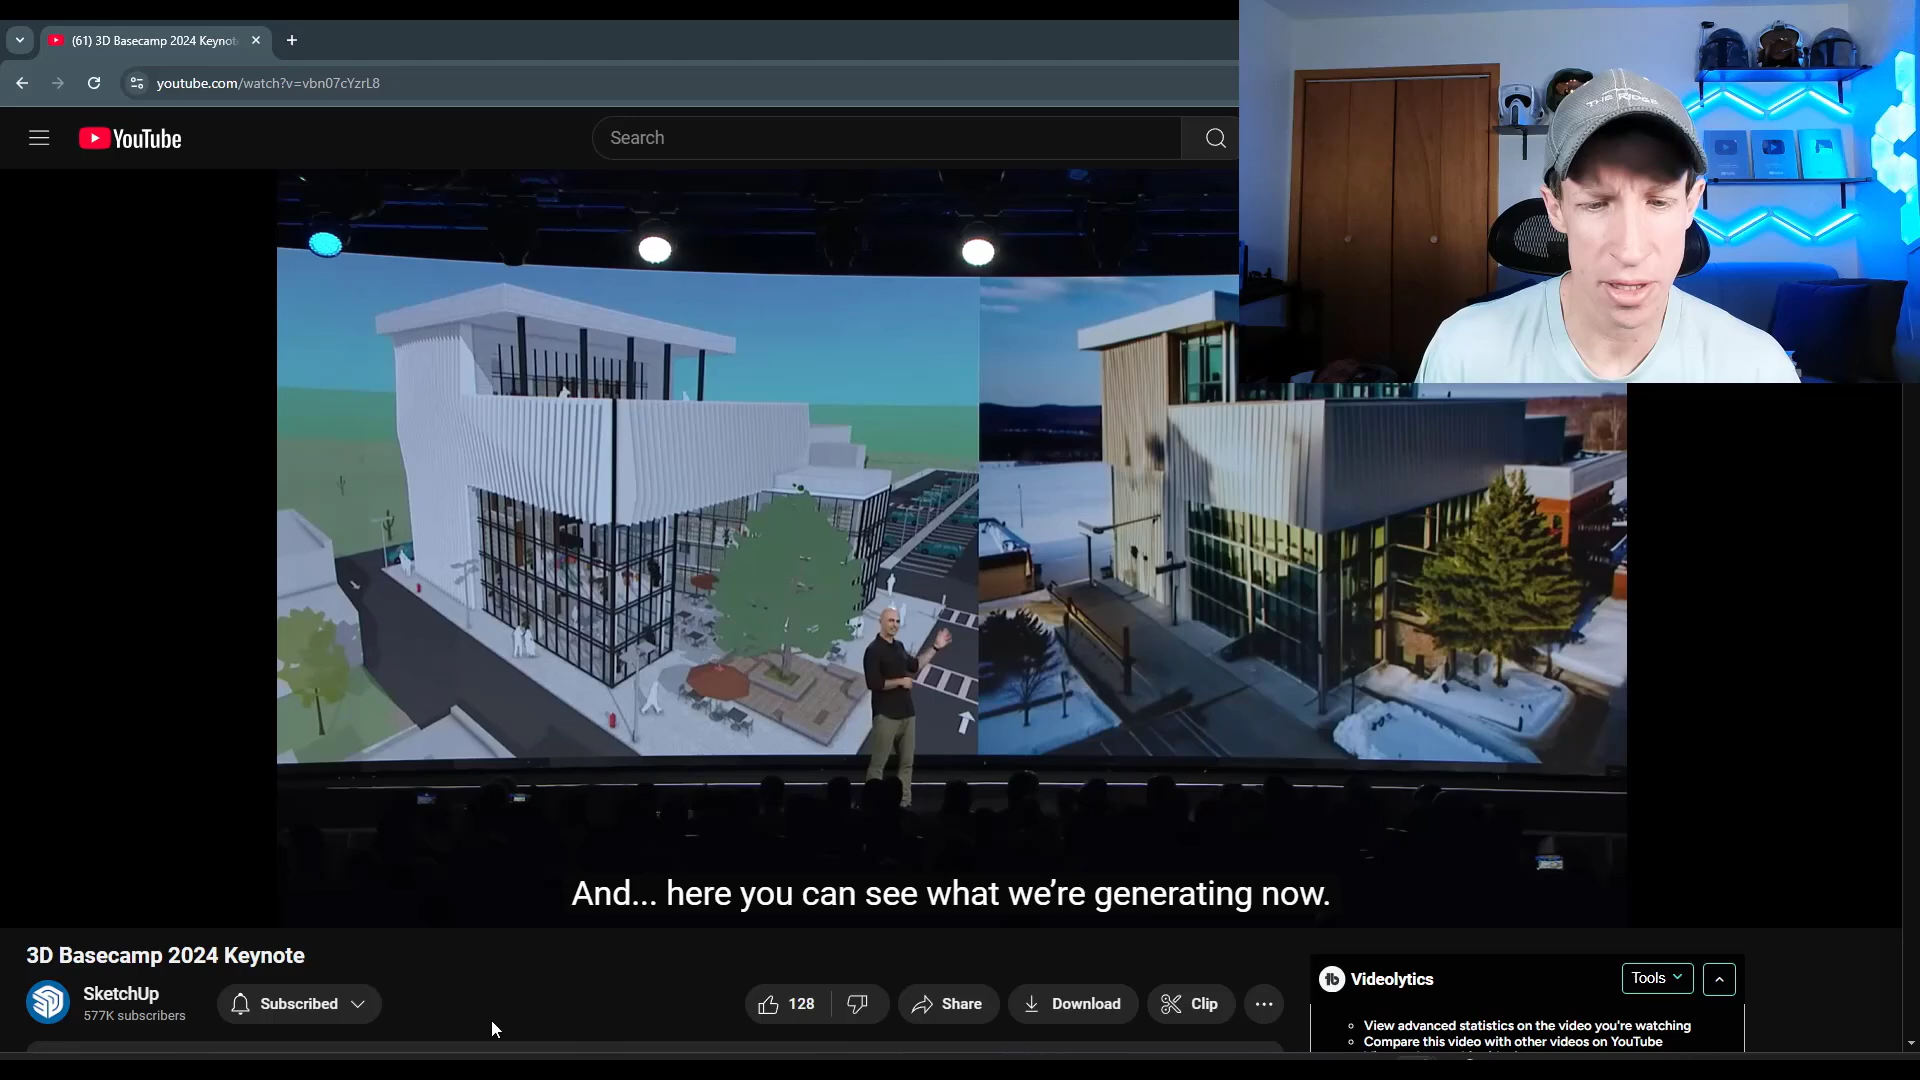 (61) 3D Basecamp 2024 Keynot
youtube.com/watch?v=vbn07cYzrL8
YouTube
Search
THE RIDGE
And... here you can see what we’re generating now.
3D Basecamp 2024 Keynote
SketchUp
577K subscribers
Subscribed
128
Share
Download
Clip
Videolytics
Tools
View advanced statistics on the video you're watching
Compare this video with other videos on YouTube